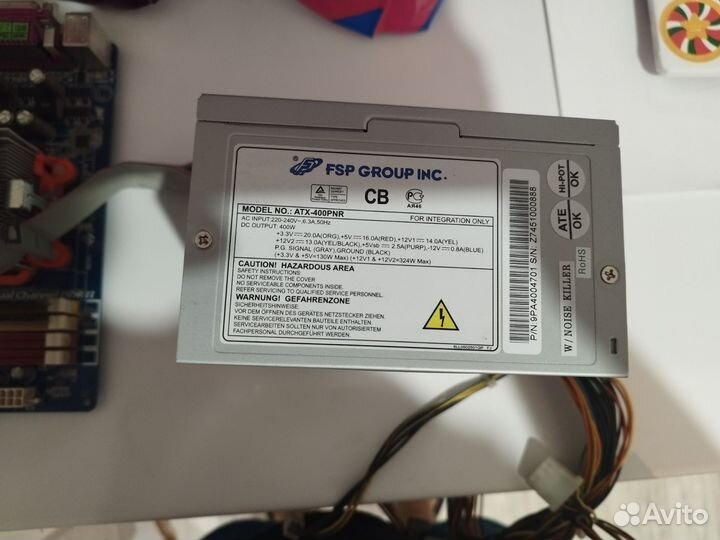 FSP GROUP INC.
CB
AЯ46
MODEL NO.: ATX-400PNR
FOR INTEGRATION ONLY
AC INPUT:220-240V~,6.3A,50Hz
DC OUTPUT: 400W
+3.3V ⎓ 20.0A(ORG),+5V ⎓ 16.0A(RED),+12V1 ⎓ 14.0A(YEL)
+12V2 ⎓ 13.0A(YEL/BLACK),+5Vsb ⎓ 2.5A(PURP),-12V ⎓ 0.8A(BLUE)
P.G. SIGNAL (GRAY), GROUND (BLACK)
(+3.3V & +5V=130W Max) (+12V1 & +12V2=324W Max)
CAUTION! HAZARDOUS AREA
SAFETY INSTRUCTIONS
DO NOT REMOVE THE COVER
NO SERVICEABLE COMPONENTS INSIDE.
REFER SERVICING TO QUALIFIED SERVICE PERSONNEL.
WARNUNG! GEFAHRENZONE
SICHERHEITSINSTRUKTIONEN
VOR DEM ÖFFNEN DES GERÄTES NETZSTECKER ZIEHEN
KEINE SERVICERELEVANTEN BAUTEILE ENTHALTEN.
SERVICEARBEITEN SOLLTEN NUR VON AUTORISIERTEM
FACHPERSONAL DURCHGEFÜHRT WERDEN
P/N:9PA4004701 S/N: Z7451000888
HI-POT
OK
ATE
OK
RoHS
W/ NOISE KILLER
Avito